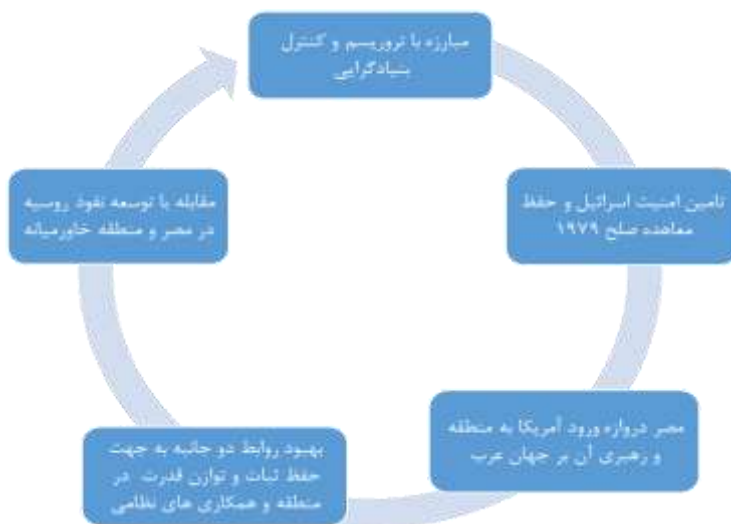 مبارزه با تروریسم و کنترل
بنیادگرایی
تامین امنیت اسرائیل و حفظ
معاهده صلح ۱۹۷۹
مصر دروازه ورود آمریکا به منطقه
و رهبری آن بر جهان عرب
بهبود روابط دو جانبه به جهت
حفظ ثبات و توازن قدرت در
منطقه و همکاری های نظامی
مقابله با توسعه نفوذ روسیه
در مصر و منطقه خاورمیانه